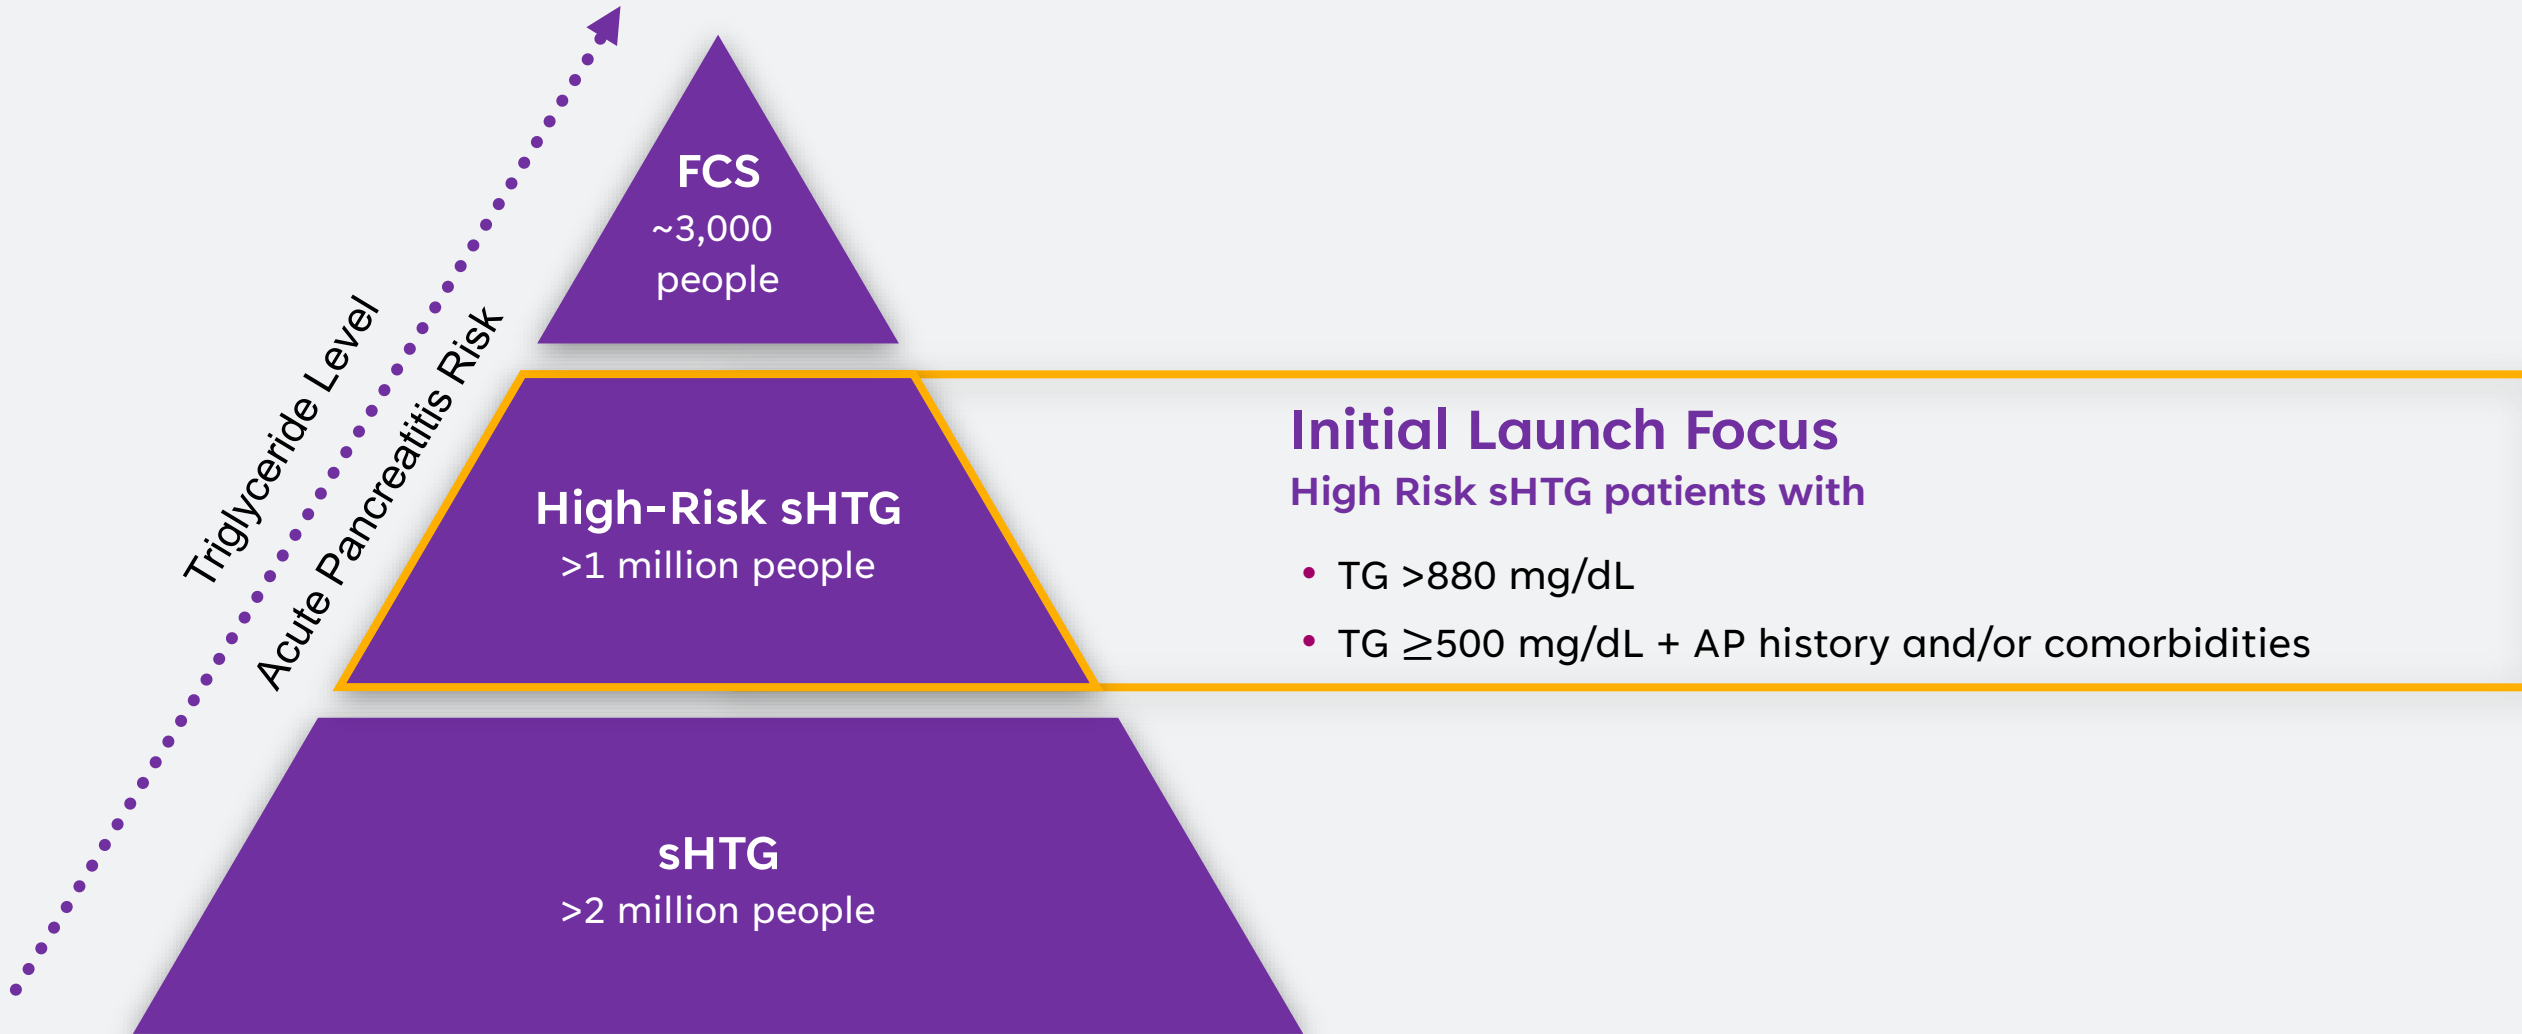 Triglyceride Level
Acute Pancreatitis Risk
FCS
~3,000
people
High-Risk sHTG
>1 million people
Initial Launch Focus
High Risk sHTG patients with
• TG >880 mg/dL
• TG ≥500 mg/dL + AP history and/or comorbidities
sHTG
>2 million people